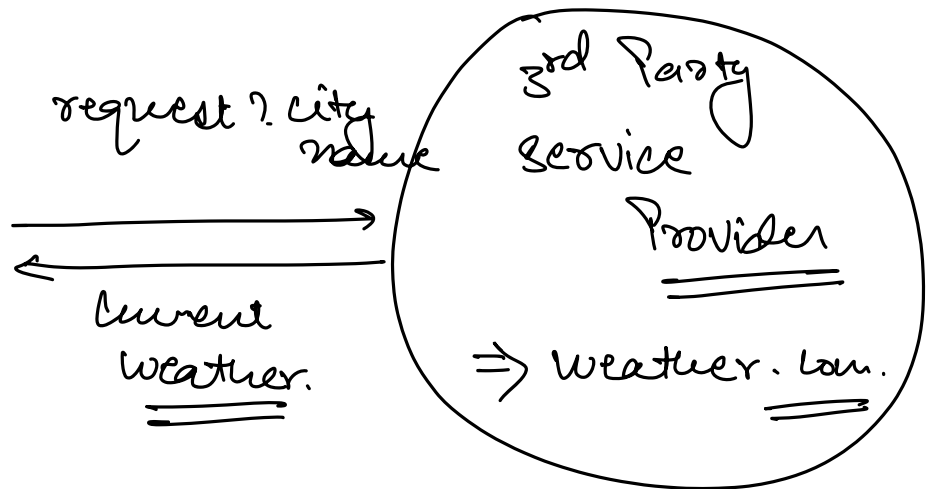 request ? city
name
Current
weather.
3rd Party
Service
Provider
⇒ weather.com.